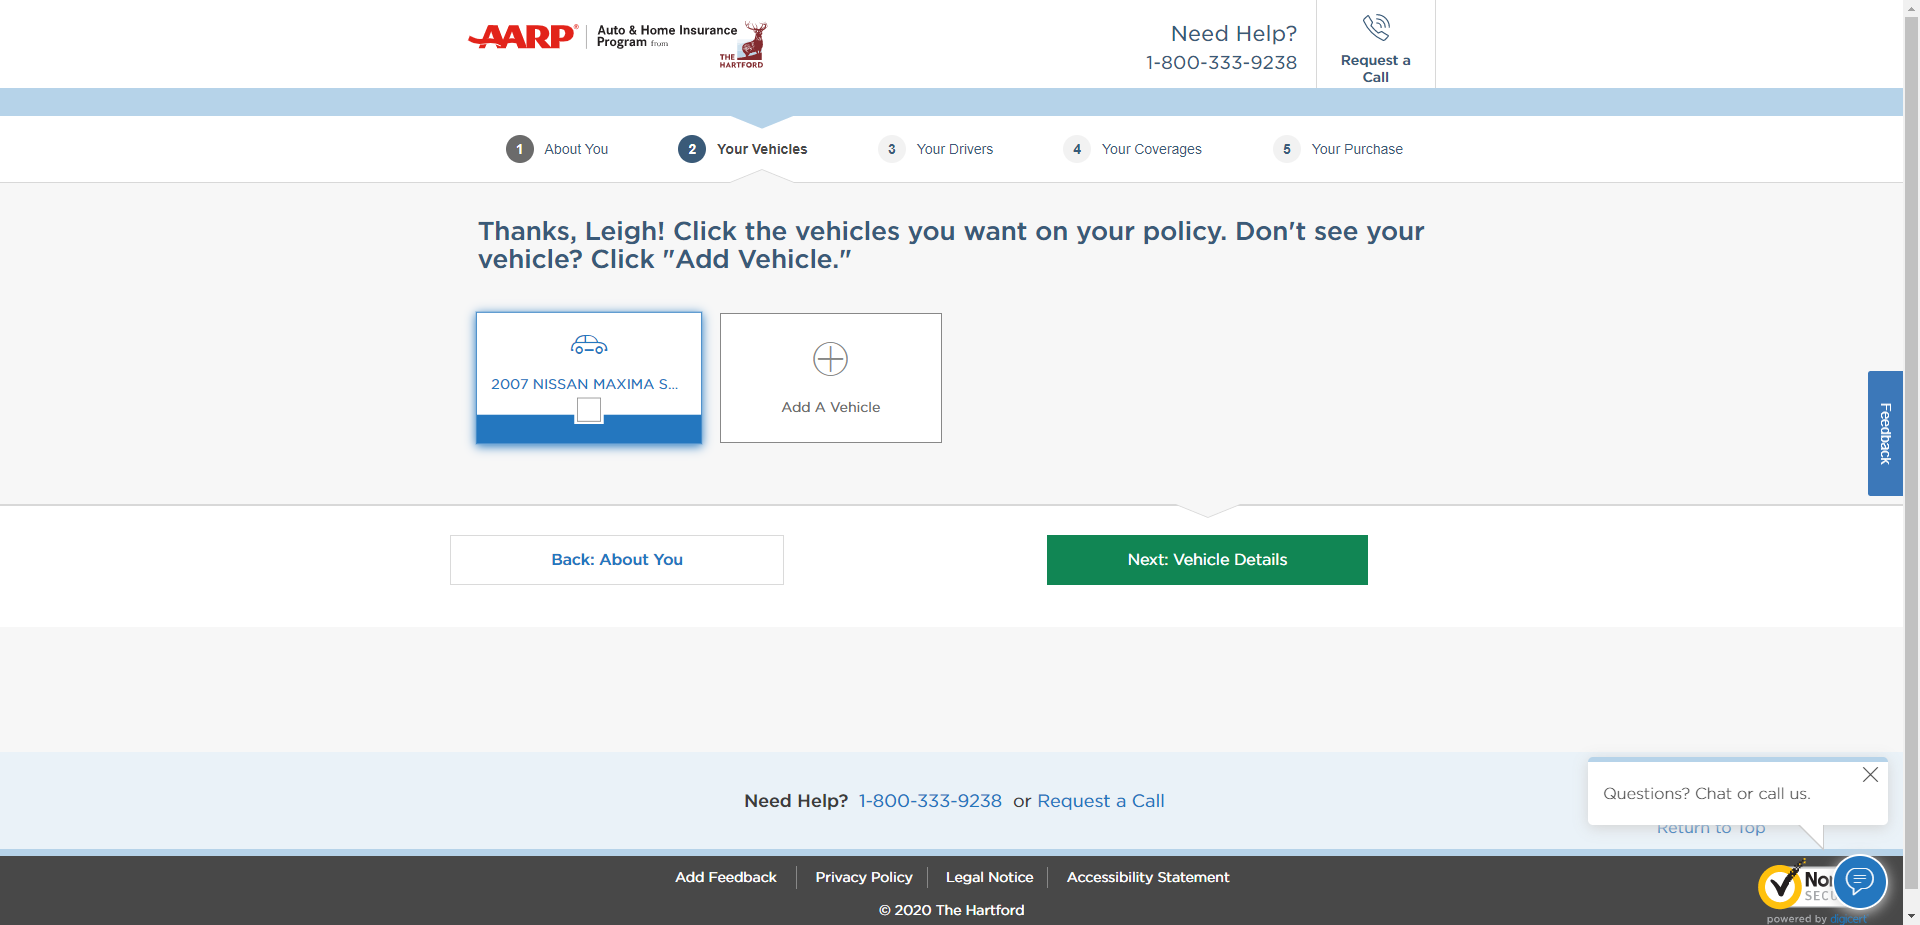 AARP® Auto & Home Insurance
Program from
THE
HARTFORD
Need Help?
1-800-333-9238
Request a
Call
1 About You
2 Your Vehicles
3 Your Drivers
4 Your Coverages
5 Your Purchase
Thanks, Leigh! Click the vehicles you want on your policy. Don't see your
vehicle? Click "Add Vehicle."
2007 NISSAN MAXIMA S...
Add A Vehicle
Feedback
Back: About You
Next: Vehicle Details
Need Help? 1-800-333-9238 or Request a Call
Questions? Chat or call us.
Return to Top
Add Feedback
Privacy Policy
Legal Notice
Accessibility Statement
© 2020 The Hartford
powered by digicert